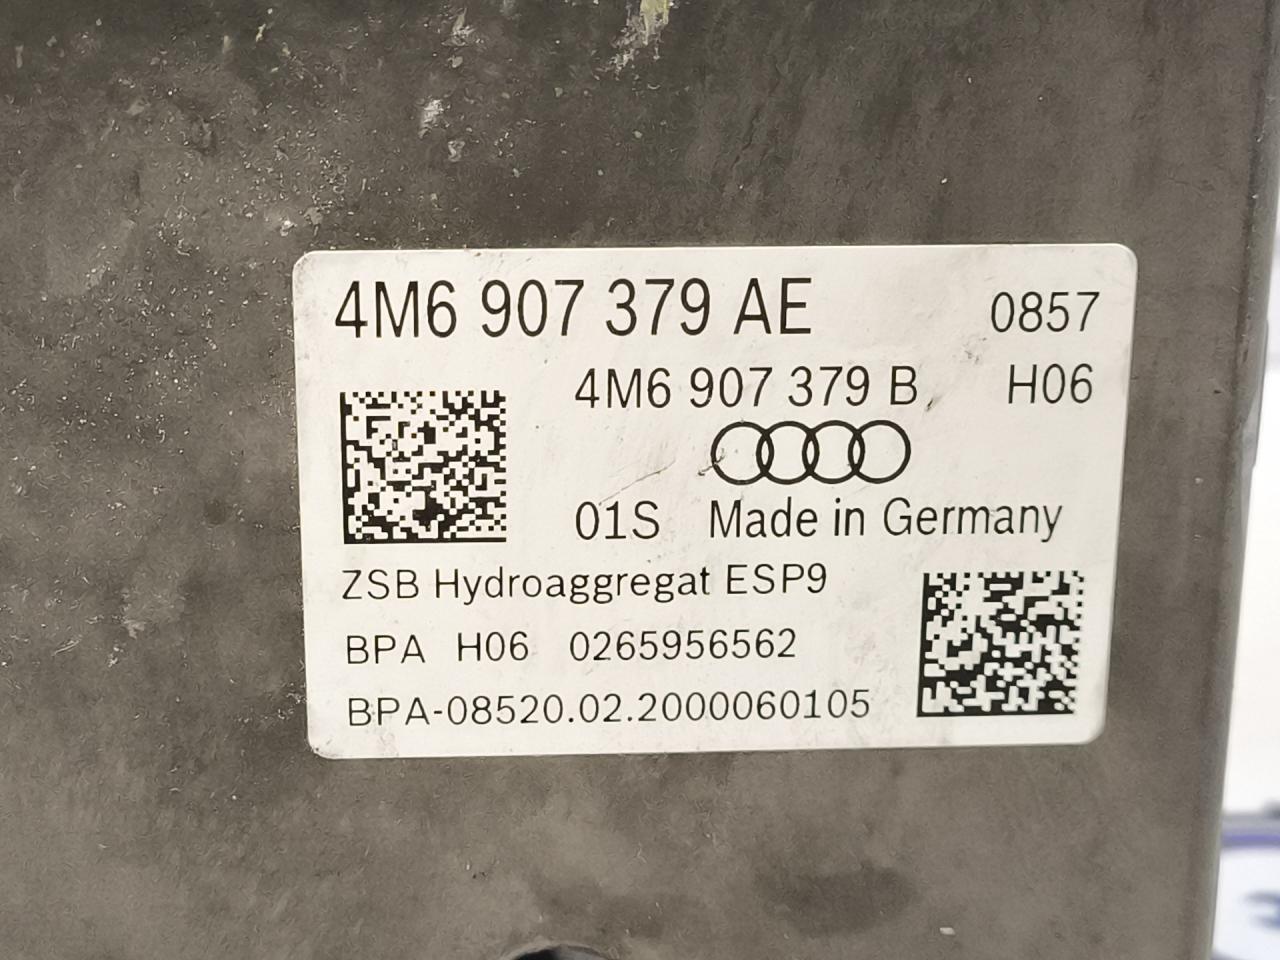 4M6 907 379 AE 0857
4M6 907 379 B H06
01S Made in Germany
ZSB Hydroaggregat ESP9
BPA H06 0265956562
BPA-08520.02.2000060105